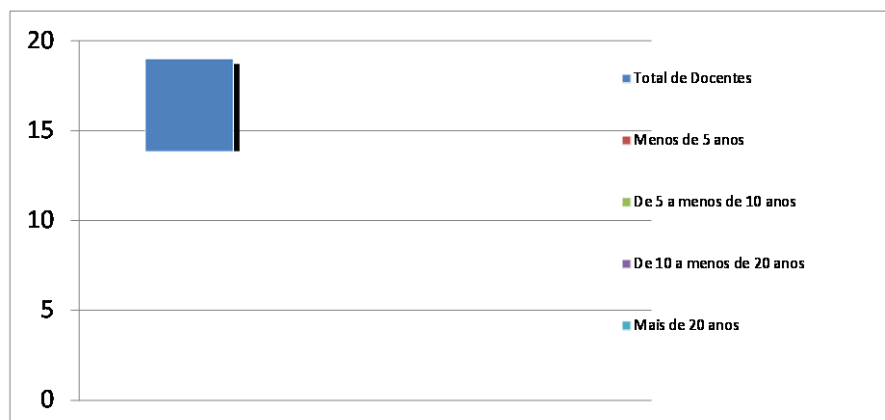 20
15
10
5
0
Total de Docentes
Menos de 5 anos
De 5 a menos de 10 anos
De 10 a menos de 20 anos
Mais de 20 anos